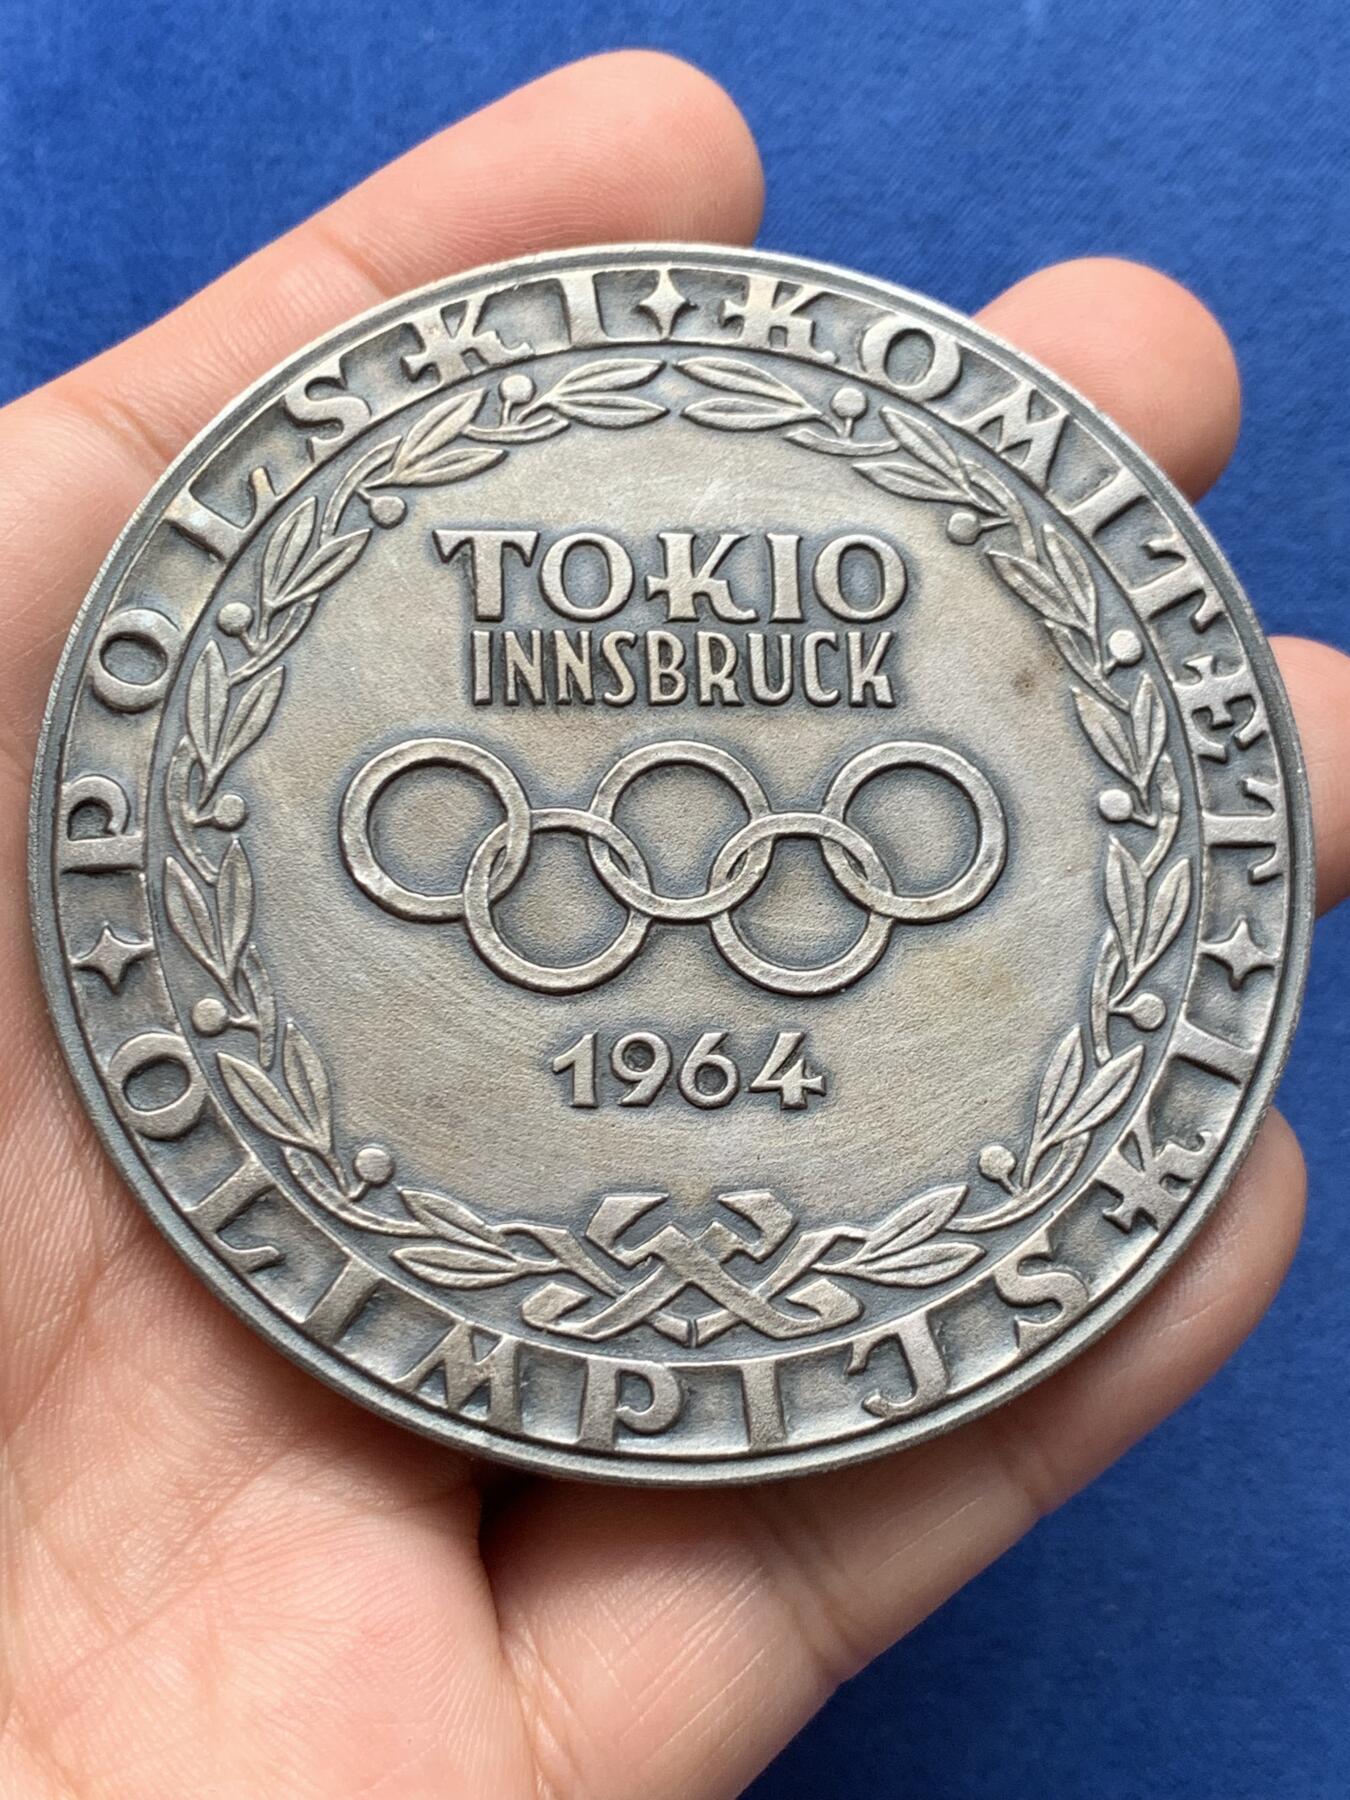 POLSKI ✦ KOMITET ✦
OLIMPIJSKI ✦
TOKIO
INNSBRUCK
1964